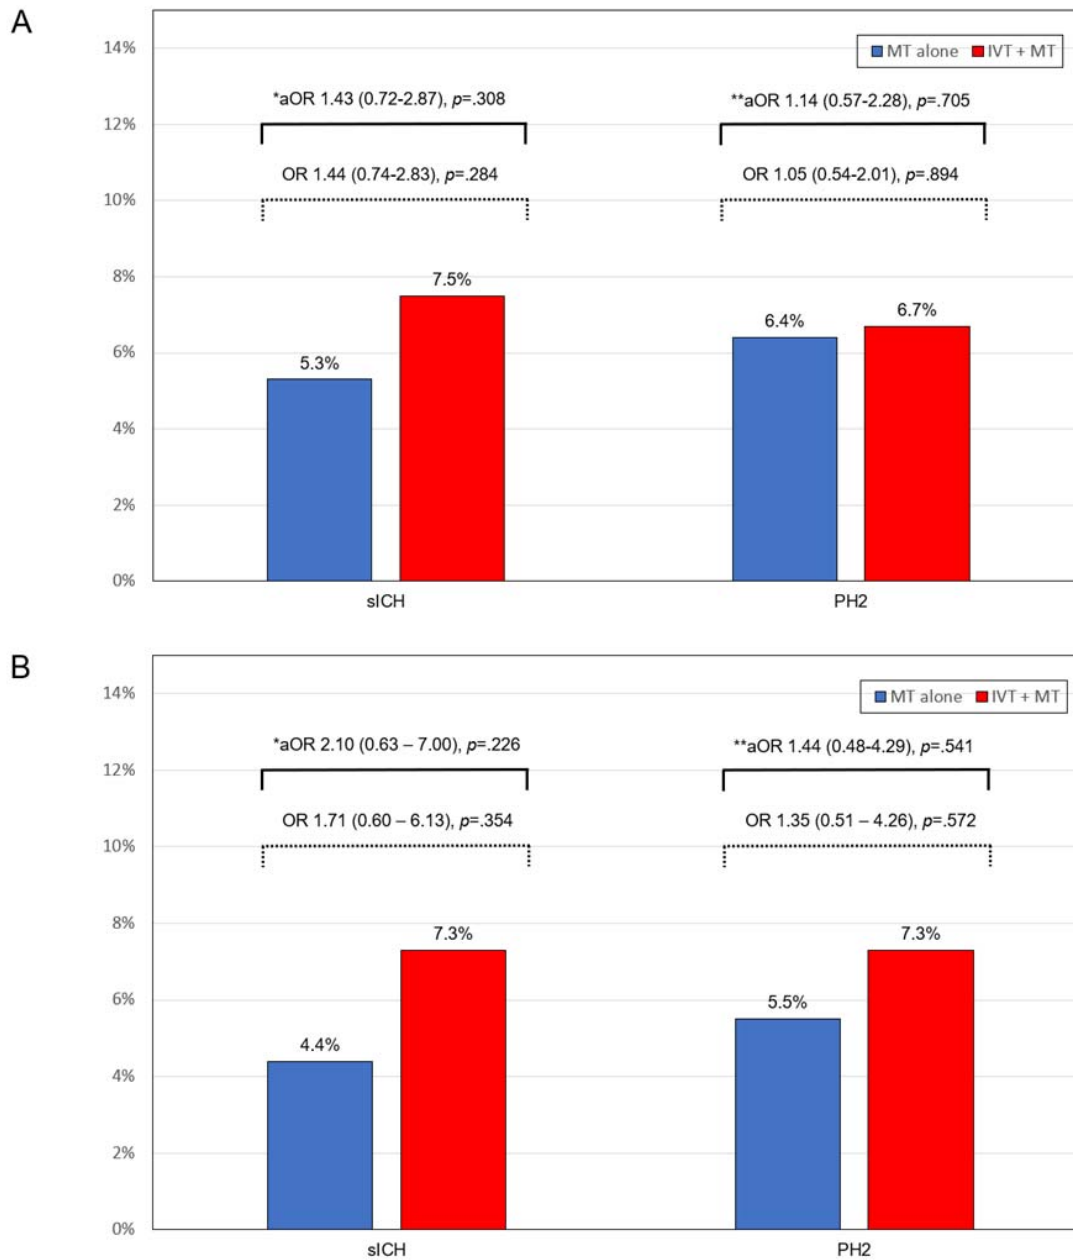 A
14%
MT alone IVT + MT
*aOR 1.43 (0.72-2.87), p=.308
**aOR 1.14 (0.57-2.28), p=.705
12%
OR 1.44 (0.74-2.83), p=.284
OR 1.05 (0.54-2.01), p=.894
10%
8%
7.5%
6.7%
6.4%
6%
5.3%
4%
2%
0%
sICH
PH2
B
14%
MT alone IVT + MT
*aOR 2.10 (0.63 – 7.00), p=.226
**aOR 1.44 (0.48-4.29), p=.541
12%
OR 1.71 (0.60 – 6.13), p=.354
OR 1.35 (0.51 – 4.26), p=.572
10%
8%
7.3%
7.3%
6%
5.5%
4.4%
4%
2%
0%
sICH
PH2